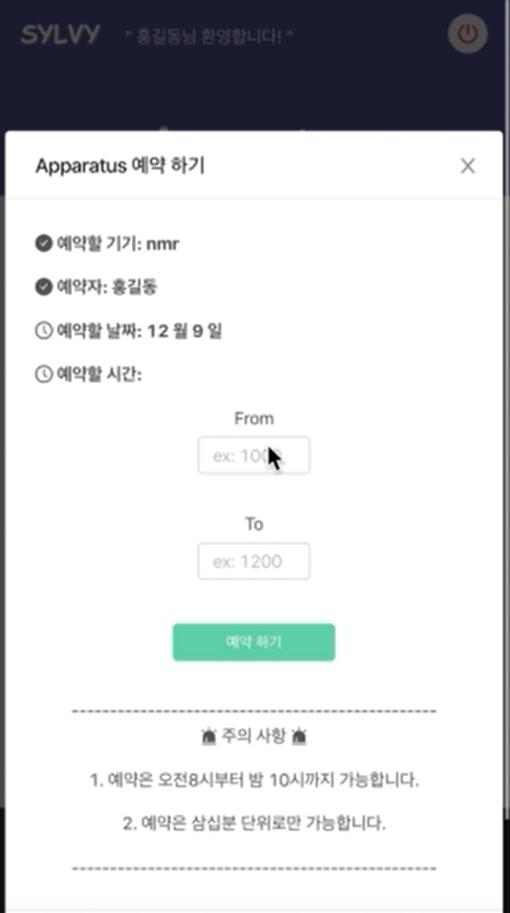 SYLVY
" 홍길동님 환영합니다! "
Apparatus 예약 하기
예약할 기기: nmr
예약자: 홍길동
예약할 날짜: 12 월 9 일
예약할 시간:
From
ex:
To
ex: 1200
예약 하기
주의 사항
1. 예약은 오전8시부터 밤 10시까지 가능합니다.
2. 예약은 삼십분 단위로만 가능합니다.